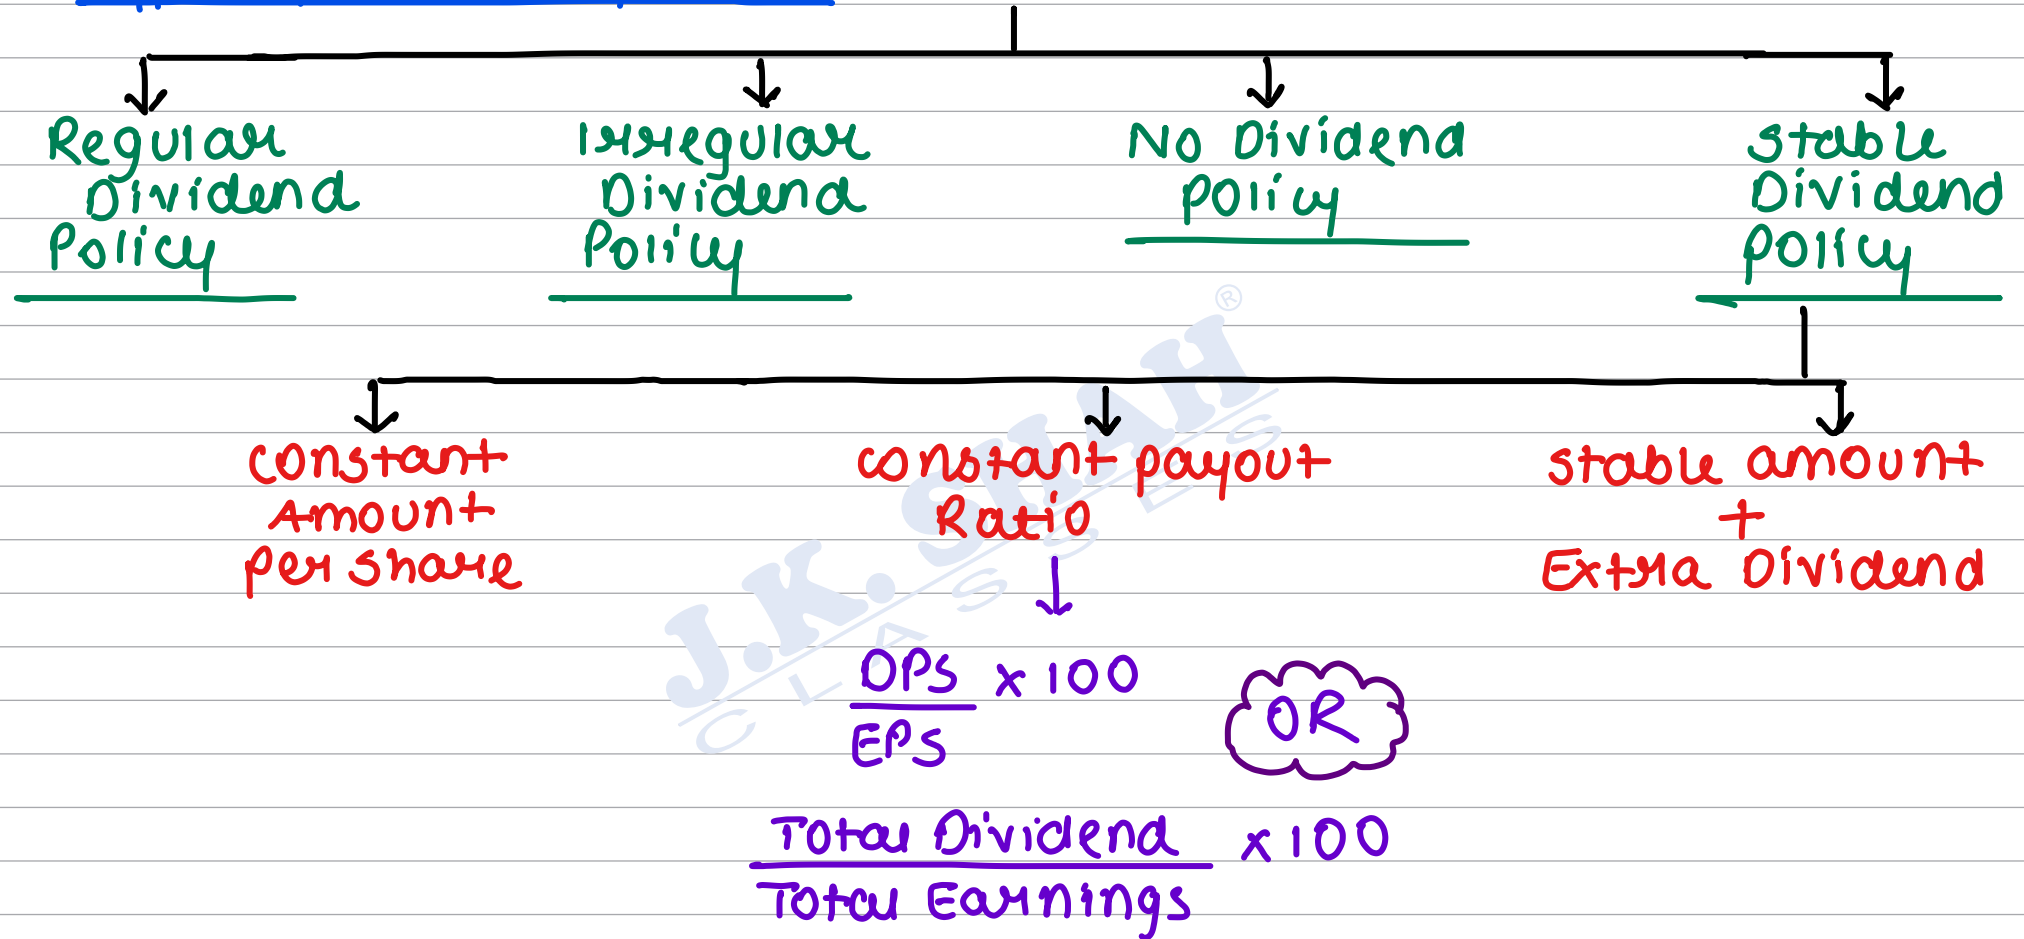 Regular
Dividend
Policy
Irregular
Dividend
Policy
No Dividend
Policy
Stable
Dividend
Policy
Constant
Amount
per share
Constant payout
Ratio
Stable amount
+
Extra Dividend
DPS × 100
EPS
OR
Total Dividend × 100
Total Earnings
J.K. SHAH®
CLASSES